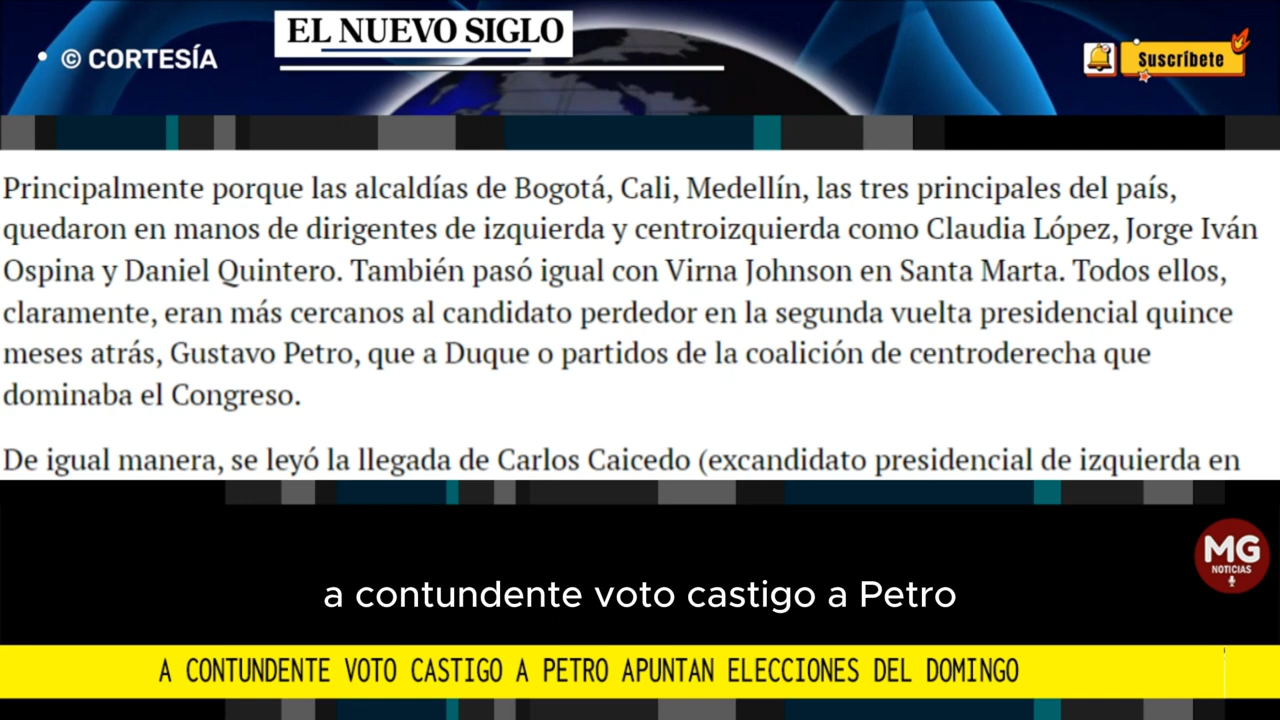 © CORTESÍA
EL NUEVO SIGLO
Suscríbete
Principalmente porque las alcaldías de Bogotá, Cali, Medellín, las tres principales del país,
quedaron en manos de dirigentes de izquierda y centroizquierda como Claudia López, Jorge Iván
Ospina y Daniel Quintero. También pasó igual con Virna Johnson en Santa Marta. Todos ellos,
claramente, eran más cercanos al candidato perdedor en la segunda vuelta presidencial quince
meses atrás, Gustavo Petro, que a Duque o partidos de la coalición de centroderecha que
dominaba el Congreso.
De igual manera, se leyó la llegada de Carlos Caicedo (excandidato presidencial de izquierda en
MG
NOTICIAS
a contundente voto castigo a Petro
A CONTUNDENTE VOTO CASTIGO A PETRO APUNTAN ELECCIONES DEL DOMINGO